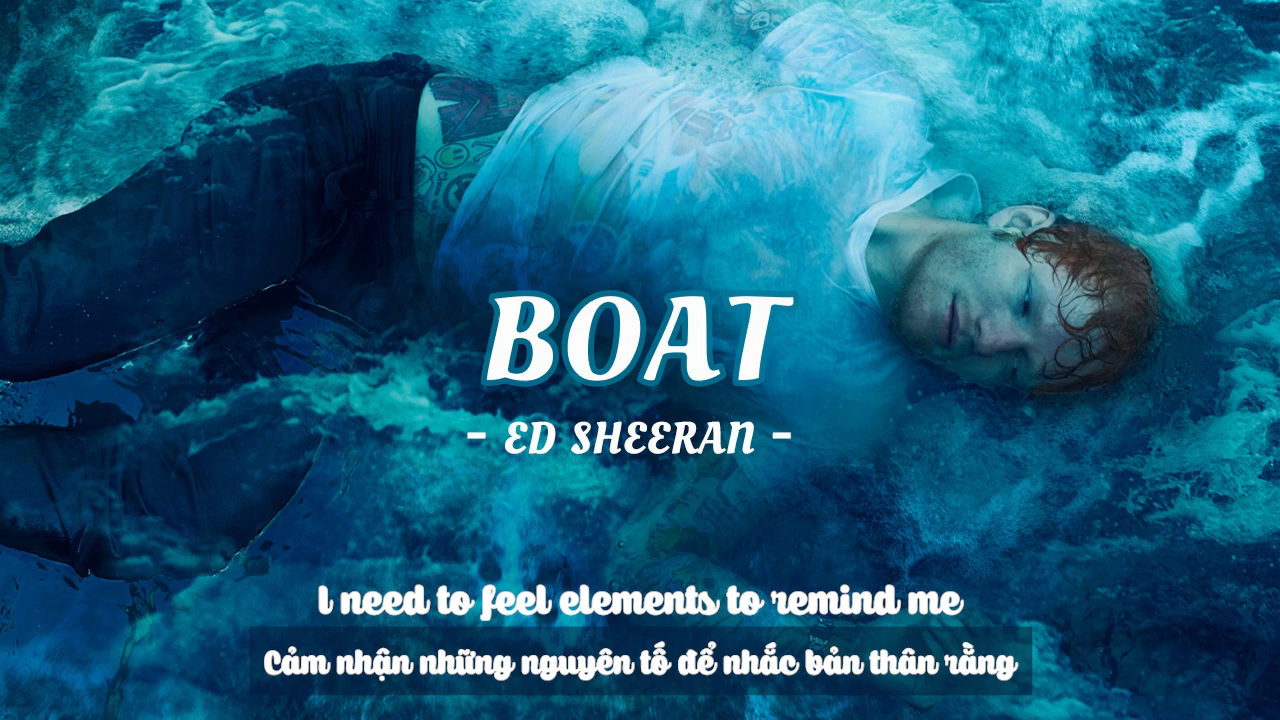 BOAT
- ED SHEERAN -
I need to feel elements to remind me
Cảm nhận những nguyên tố để nhắc bản thân rằng